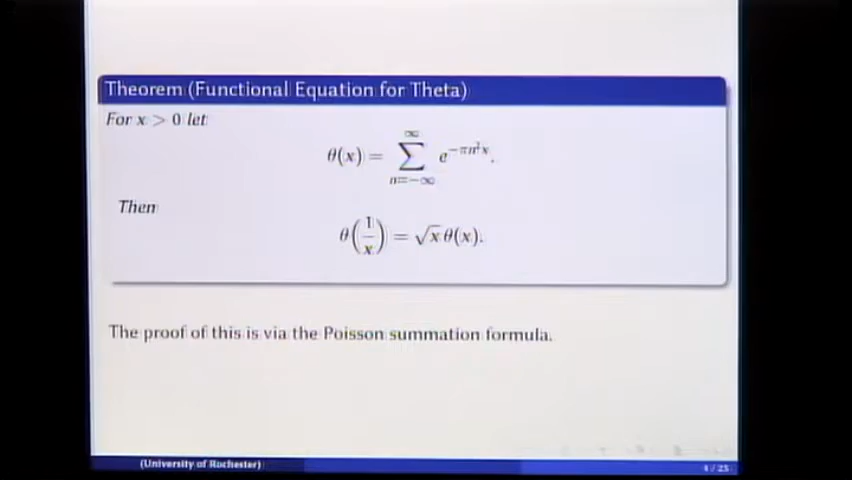 Theorem (Functional Equation for Theta)
For x > 0 let
θ(x) = ∑_{n=-∞}^{∞} e^{-πn²x}.
Then
θ(1/x) = √x θ(x).
The proof of this is via the Poisson summation formula.
(University of Rochester)
4 / 25